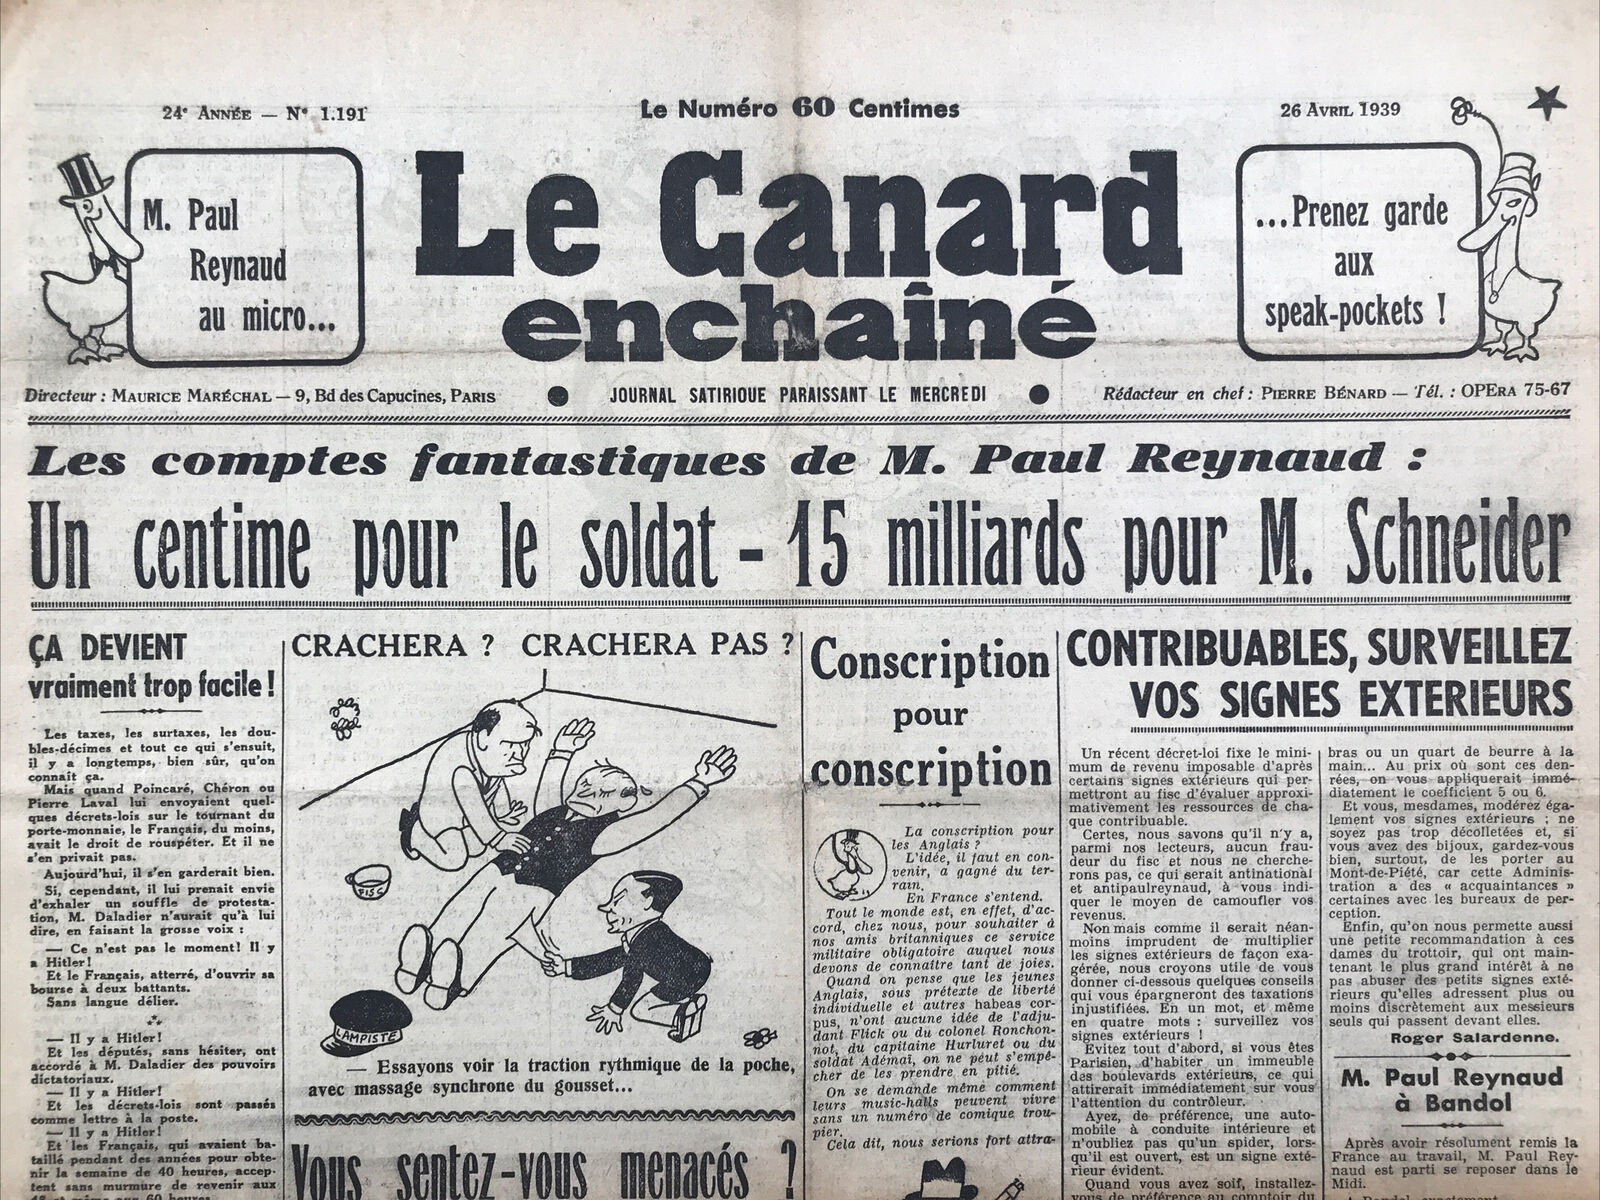 24e ANNÉE — N° 1.191
Le Numéro 60 Centimes
26 AVRIL 1939
M. Paul
Reynaud
au micro...
Le Canard
enchaîné
...Prenez garde
aux
speak-pockets !
Directeur : MAURICE MARÉCHAL — 9, Bd des Capucines, PARIS
JOURNAL SATIRIQUE PARAISSANT LE MERCREDI
Rédacteur en chef : PIERRE BÉNARD — Tél. : OPEra 75-67
Les comptes fantastiques de M. Paul Reynaud :
Un centime pour le soldat - 15 milliards pour M. Schneider
ÇA DEVIENT
vraiment trop facile !
Les taxes, les surtaxes, les dou-
bles-décimes et tout ce qui s'ensuit,
il y a longtemps, bien sûr, qu'on
connaît ça.
Mais quand Poincaré, Chéron ou
Pierre Laval lui envoyaient quel-
ques décrets-lois sur le tournant du
porte-monnaie, le Français, du moins,
avait le droit de rouspéter. Et il ne
s'en privait pas.
Aujourd'hui, il s'en garderait bien.
Si, cependant, il lui prenait envie
d'exhaler un souffle de protesta-
tion, M. Daladier n'aurait qu'à lui
dire, en faisant la grosse voix :
— Ce n'est pas le moment! Il y
a Hitler!
Et le Français, atterré, d'ouvrir sa
bourse à deux battants.
Sans langue délier.
— Il y a Hitler!
Et les députés, sans hésiter, ont
accordé à M. Daladier des pouvoirs
dictatoriaux.
— Il y a Hitler!
Et les décrets-lois sont passés
comme lettre à la poste.
— Il y a Hitler!
Et les Français, qui avaient ba-
taillé pendant des années pour obte-
nir la semaine de 40 heures, accep-
tent sans murmure de revenir aux
CRACHERA ? CRACHERA PAS ?
FISC
LAMPISTE
— Essayons voir la traction rythmique de la poche,
avec massage synchrone du gousset...
Vous sentez-vous menacés ?
Conscription
pour
conscription
La conscription pour
les Anglais ?
L'idée, il faut en con-
venir, a gagné du ter-
rain.
En France s'entend.
Tout le monde est, en effet, d'ac-
cord, chez nous, pour souhaiter à
nos amis britanniques ce service
militaire obligatoire auquel nous
devons de connaître tant de joies.
Quand on pense que les jeunes
Anglais, sous prétexte de liberté
individuelle et autres habeas cor-
pus, n'ont aucune idée de l'adju-
dant Flick ou du colonel Ronchon-
not, du capitaine Hurluret ou du
soldat Adémaï, on ne peut s'empê-
cher de les prendre en pitié.
On se demande même comment
leurs music-halls peuvent vivre
sans un numéro de comique trou-
pier.
Cela dit, nous serions fort attra-
CONTRIBUABLES, SURVEILLEZ
VOS SIGNES EXTERIEURS
Un récent décret-loi fixe le mini-
mum de revenu imposable d'après
certains signes extérieurs qui per-
mettront au fisc d'évaluer approxi-
mativement les ressources de cha-
que contribuable.
Certes, nous savons qu'il n'y a,
parmi nos lecteurs, aucun frau-
deur du fisc et nous ne cherche-
rons pas, ce qui serait antinational
et antipaulreynaud, à vous indi-
quer le moyen de camoufler vos
revenus.
Non mais comme il serait néan-
moins imprudent de multiplier
les signes extérieurs de façon exa-
gérée, nous croyons utile de vous
donner ci-dessous quelques conseils
qui vous épargneront des taxations
injustifiées. En un mot, et même
en quatre mots : surveillez vos
signes extérieurs !
Evitez tout d'abord, si vous êtes
Parisien, d'habiter, un immeuble
des boulevards extérieurs, ce qui
attirerait immédiatement sur vous
l'attention du contrôleur.
Ayez, de préférence, une auto-
mobile à conduite intérieure et
n'oubliez pas qu'un spider, lors-
qu'il est ouvert, est un signe exté-
rieur évident.
Quand vous avez soif, installez-
vous de préférence au comptoir du
bras ou un quart de beurre à la
main... Au prix où sont ces den-
rées, on vous appliquerait immé-
diatement le coefficient 5 ou 6.
Et vous, mesdames, modérez éga-
lement vos signes extérieurs ; ne
soyez pas trop décolletées et, si
vous avez des bijoux, gardez-vous
bien, surtout, de les porter au
Mont-de-Piété, car cette Adminis-
tration a des « acquaintances »
certaines avec les bureaux de per-
ception.
Enfin, qu'on nous permette aussi
une petite recommandation à ces
dames du trottoir, qui ont main-
tenant le plus grand intérêt à ne
pas abuser des petits signes exté-
rieurs qu'elles adressent plus ou
moins discrètement aux messieurs
seuls qui passent devant elles.
Roger Salardenne.
M. Paul Reynaud
à Bandol
Après avoir résolument remis la
France au travail, M. Paul Rey-
naud est parti se reposer dans le
Midi.